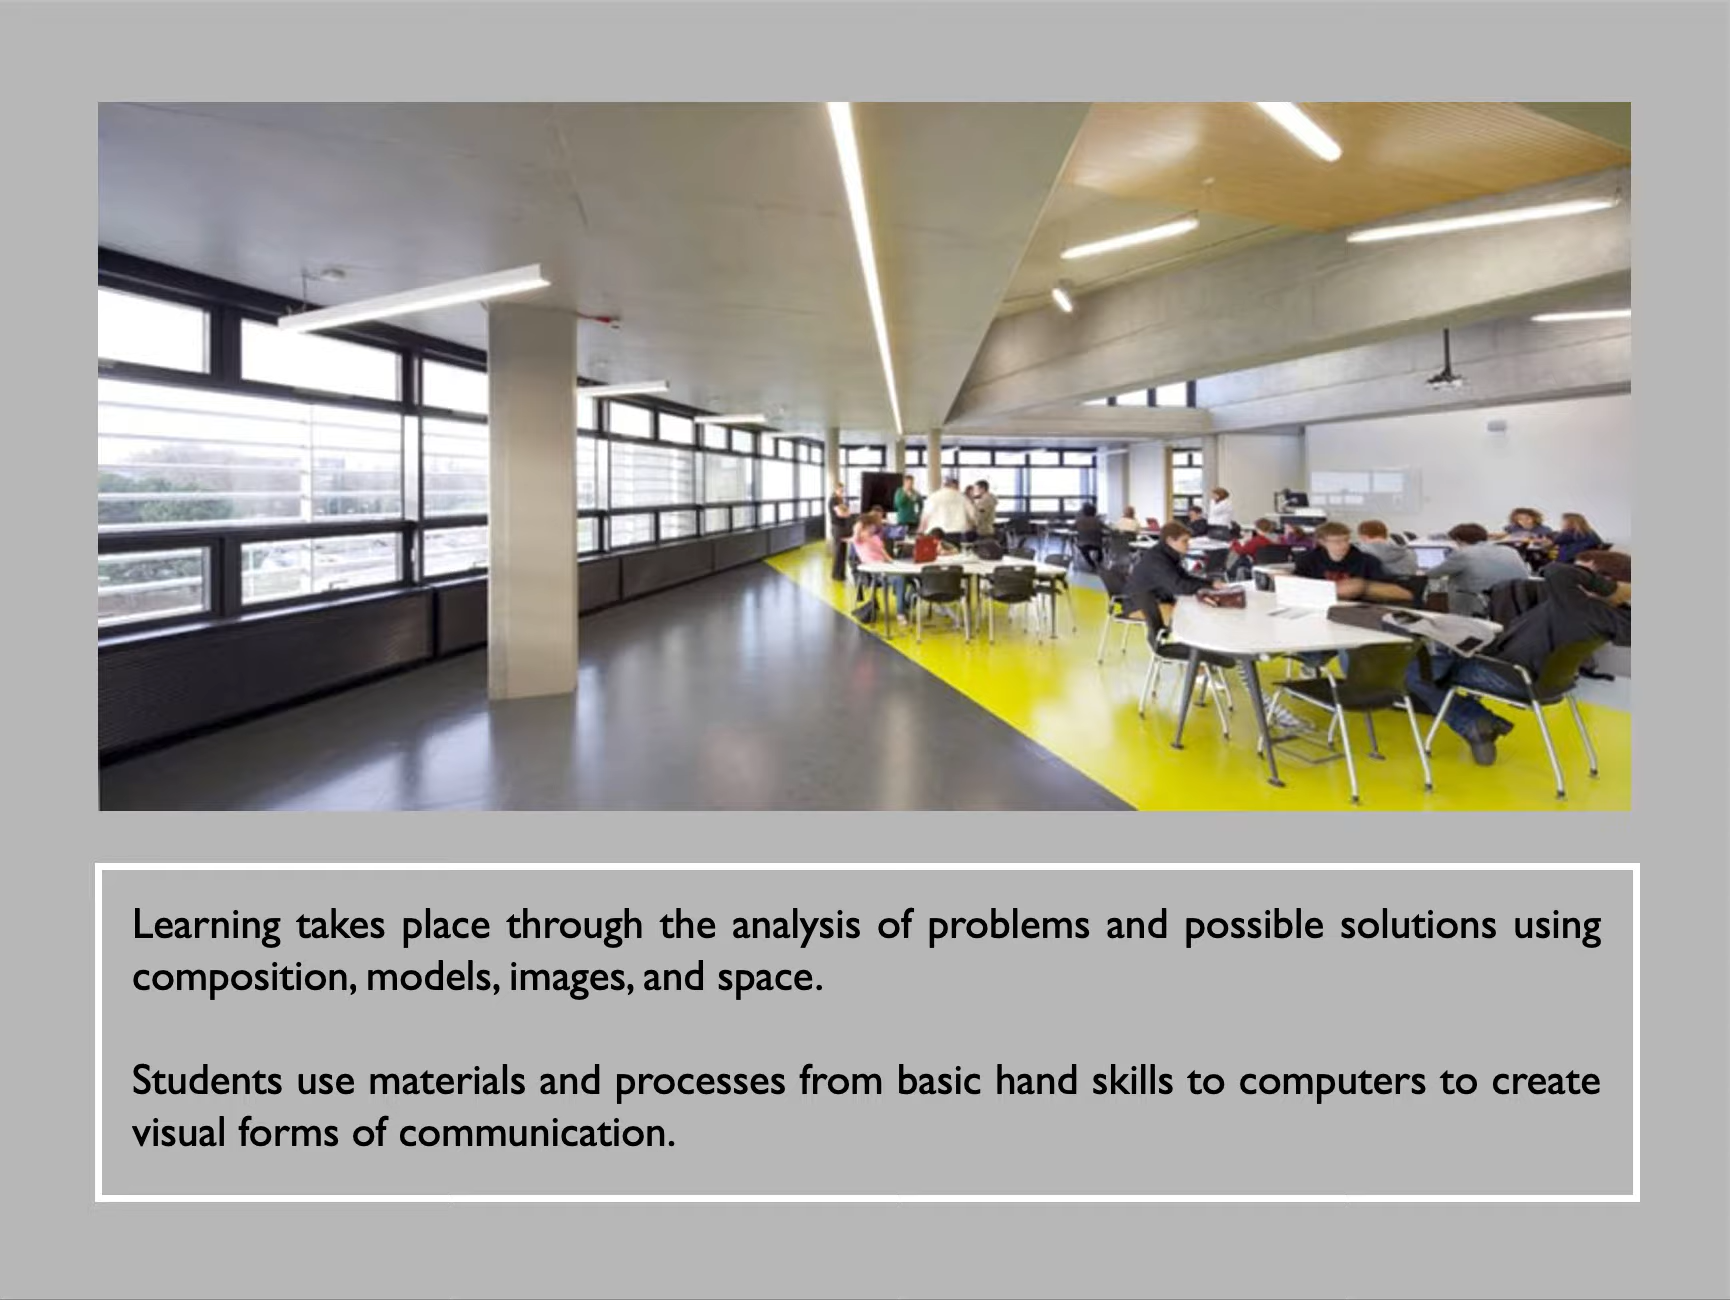 Learning takes place through the analysis of problems and possible solutions using
composition, models, images, and space.
Students use materials and processes from basic hand skills to computers to create
visual forms of communication.